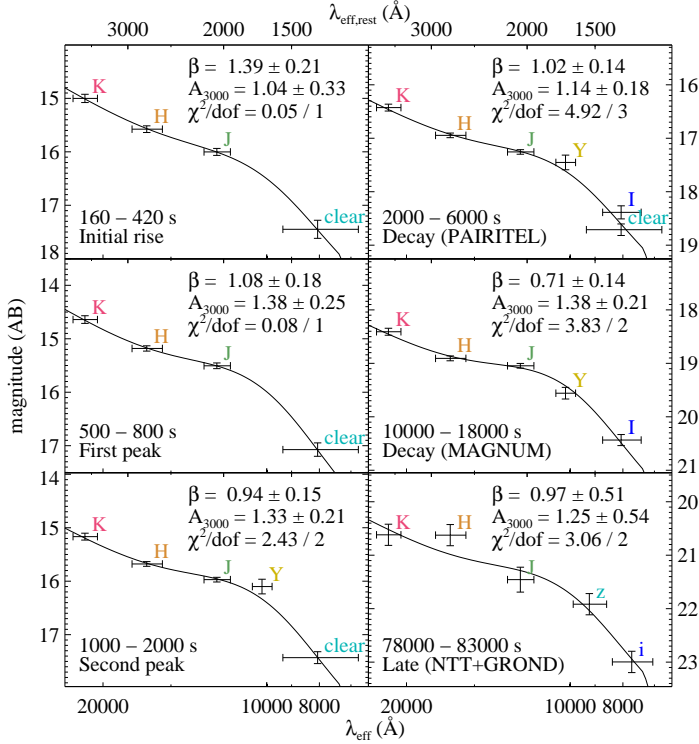 λeff,rest (Å)
3000 2000 1500 1000
3000 2000 1500 1000
K
H
J
clear
β = 1.39 ± 0.21
A3000 = 1.04 ± 0.33
χ²/dof = 0.05 / 1
160 – 420 s
Initial rise
15
16
17
18
K
H
J
Y
I
clear
β = 1.02 ± 0.14
A3000 = 1.14 ± 0.18
χ²/dof = 4.92 / 3
2000 – 6000 s
Decay (PAIRITEL)
16
17
18
19
magnitude (AB)
K
H
J
clear
β = 1.08 ± 0.18
A3000 = 1.38 ± 0.25
χ²/dof = 0.08 / 1
500 – 800 s
First peak
14
15
16
17
K
H
J
Y
I
β = 0.71 ± 0.14
A3000 = 1.38 ± 0.21
χ²/dof = 3.83 / 2
10000 – 18000 s
Decay (MAGNUM)
18
19
20
21
K
H
J
Y
clear
β = 0.94 ± 0.15
A3000 = 1.33 ± 0.21
χ²/dof = 2.43 / 2
1000 – 2000 s
Second peak
14
15
16
17
K
H
J
z
i
β = 0.97 ± 0.51
A3000 = 1.25 ± 0.54
χ²/dof = 3.06 / 2
78000 – 83000 s
Late (NTT+GROND)
20
21
22
23
20000 10000 8000
20000 10000 8000
λeff (Å)